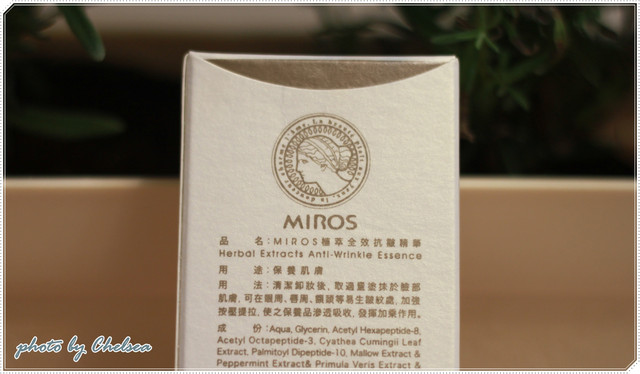 MIROS
品 名:MIROS極萃全效抗皺精華
Herbal Extracts Anti-Wrinkle Essence
用 途:保養肌膚
用 法:清潔卸妝後, 取適量塗抹於臉部
肌膚, 可在眼周、唇周、額頭等易生皺紋處, 加強
按壓提拉, 使之保養品滲透吸收, 發揮加乘作用。
成 份:Aqua, Glycerin, Acetyl Hexapeptide-8,
Acetyl Octapeptide-3, Cyathea Cumingii Leaf
Extract, Palmitoyl Dipeptide-10, Mallow Extract &
Peppermint Extract& Primula Veris Extract &
photo by Chelsea